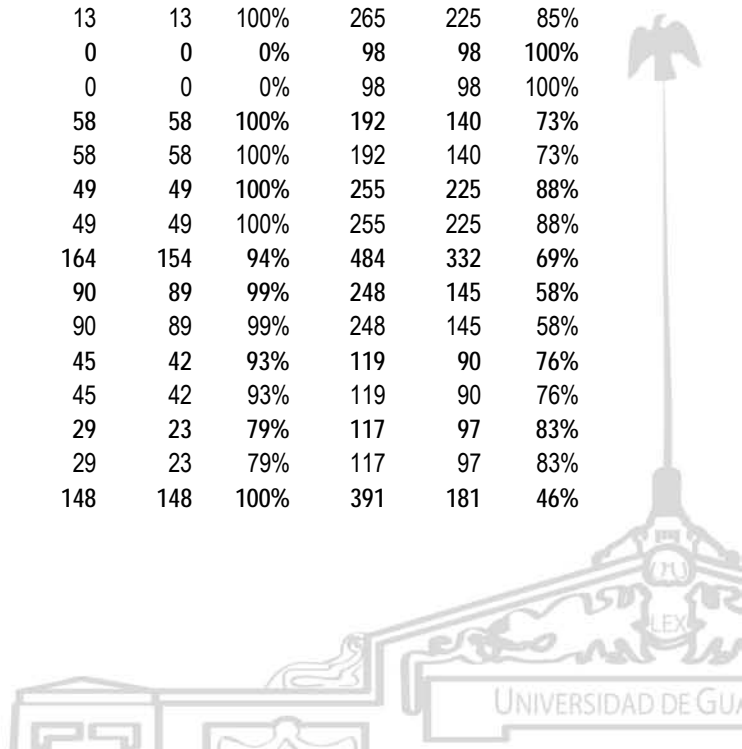 13 13 100% 265 225 85%
0 0 0% 98 98 100%
0 0 0% 98 98 100%
58 58 100% 192 140 73%
58 58 100% 192 140 73%
49 49 100% 255 225 88%
49 49 100% 255 225 88%
164 154 94% 484 332 69%
90 89 99% 248 145 58%
90 89 99% 248 145 58%
45 42 93% 119 90 76%
45 42 93% 119 90 76%
29 23 79% 117 97 83%
29 23 79% 117 97 83%
148 148 100% 391 181 46%
LEX
UNIVERSIDAD DE GUA